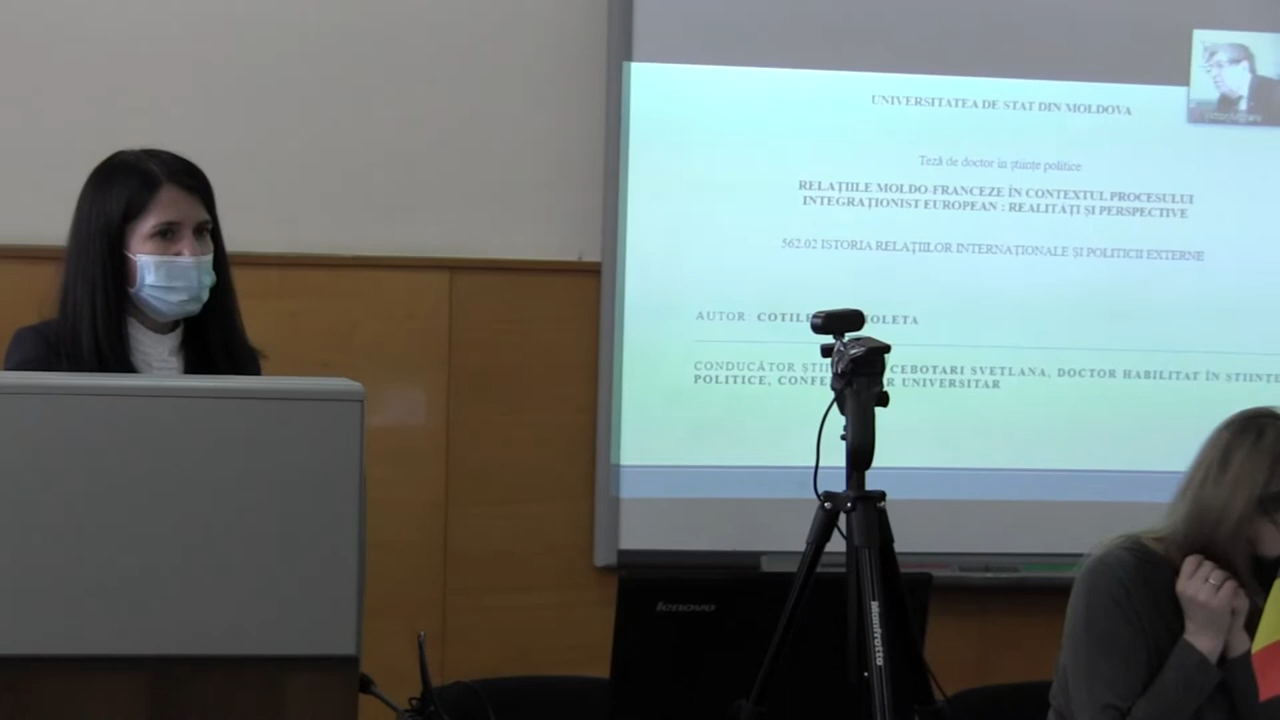 UNIVERSITATEA DE STAT DIN MOLDOVA
Teză de doctor în științe politice
RELAȚIILE MOLDO-FRANCEZE ÎN CONTEXTUL PROCESULUI
INTEGRAȚIONIST EUROPEAN : REALITĂȚI ȘI PERSPECTIVE
562.02 ISTORIA RELAȚIILOR INTERNAȚIONALE ȘI POLITICII EXTERNE
AUTOR:
CONDUCĂTOR CEBOTARI SVETLANA, DOCTOR HABILITAT ÎN ȘTIINȚE
POLITICE, UNIVERSITAR
lenovo
Manfrotto